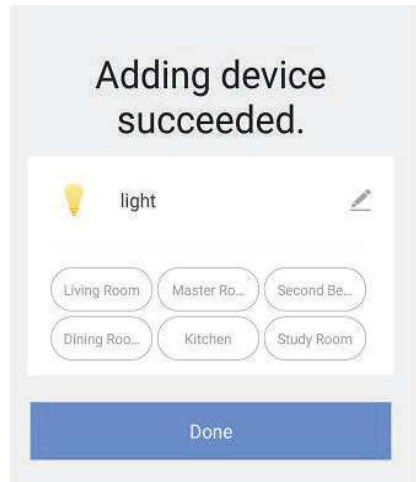 Adding device
succeeded.
light
Living Room Master Ro... Second Be...
Dining Roo... Kitchen Study Room
Done